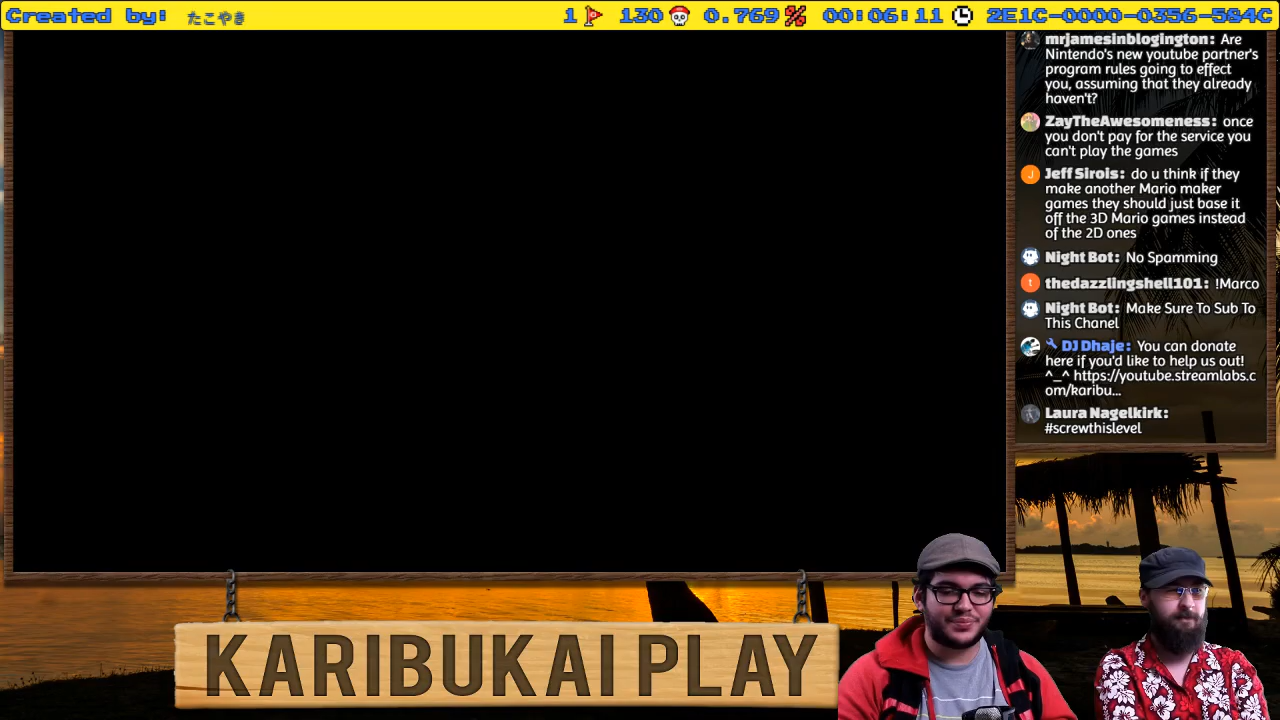 Created by: たこやき 1 130 0.769% 00:06:11 2E1C-0000-0356-584C
mrjamesinblogington: Are
Nintendo's new youtube partner's
program rules going to effect
you, assuming that they already
haven't?
ZayTheAwesomeness: once
you don't pay for the service you
can't play the games
J Jeff Sirois: do u think if they
make another Mario maker
games they should just base it
off the 3D Mario games instead
of the 2D ones
Night Bot: No Spamming
t thedazzlingshell101: !Marco
Night Bot: Make Sure To Sub To
This Chanel
DJ Dhaje: You can donate
here if you'd like to help us out!
^_^ https://youtube.streamlabs.c
om/karibu...
Laura Nagelkirk:
#screwthislevel
KARIBUKAI PLAY